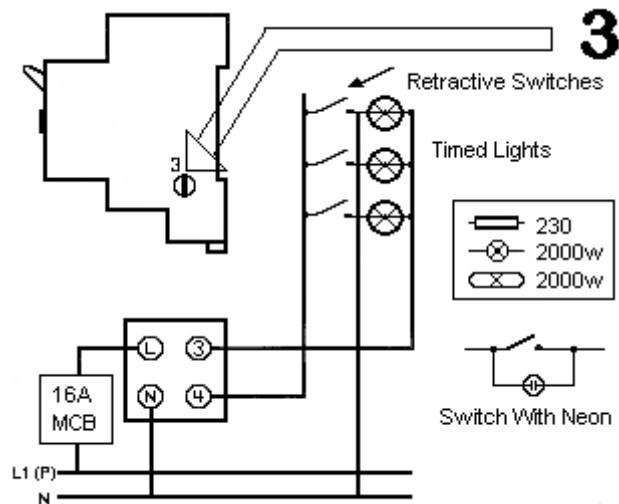 3
Retractive Switches
3
Timed Lights
230
2000w
2000w
L 3
N 4
16A
MCB
Switch With Neon
L1 (P)
N